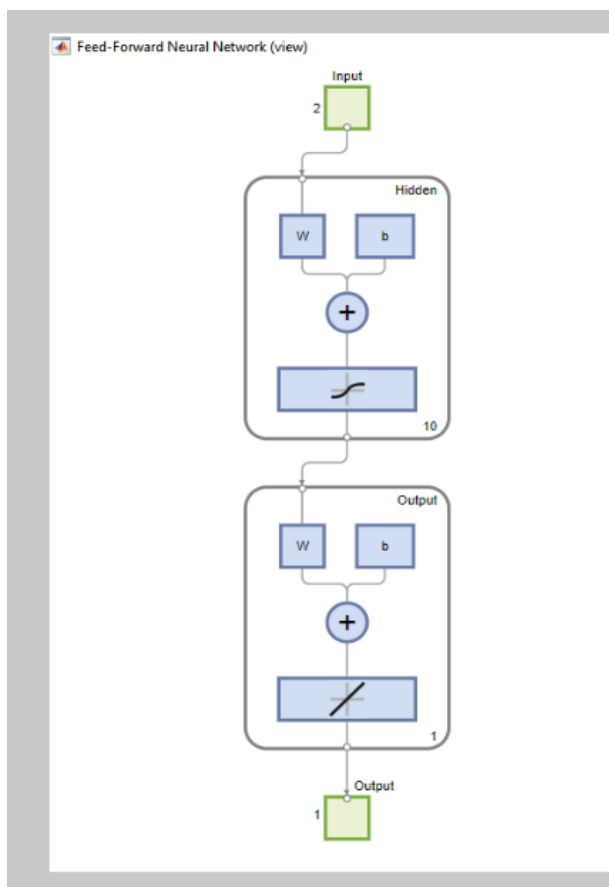 Feed-Forward Neural Network (view)
Input
2
Hidden
W b
+
10
Output
W b
+
1
Output
1